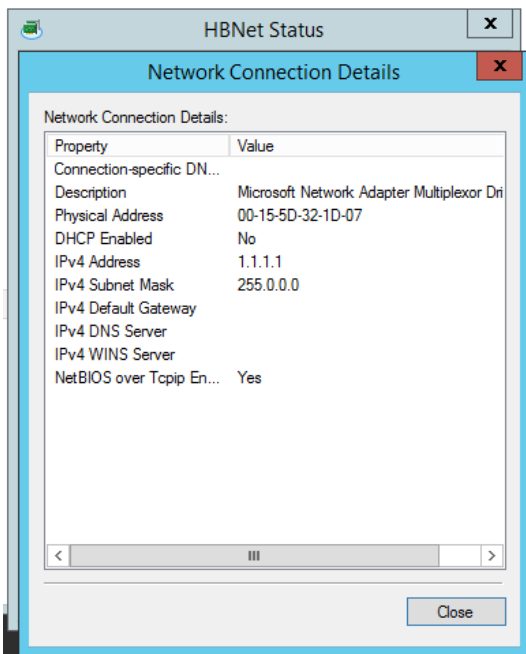 HBNet Status
x
Network Connection Details
x
Network Connection Details:
Property Value
Connection-specific DN...
Description Microsoft Network Adapter Multiplexor Dri
Physical Address 00-15-5D-32-1D-07
DHCP Enabled No
IPv4 Address 1.1.1.1
IPv4 Subnet Mask 255.0.0.0
IPv4 Default Gateway
IPv4 DNS Server
IPv4 WINS Server
NetBIOS over Tcpip En... Yes
Close